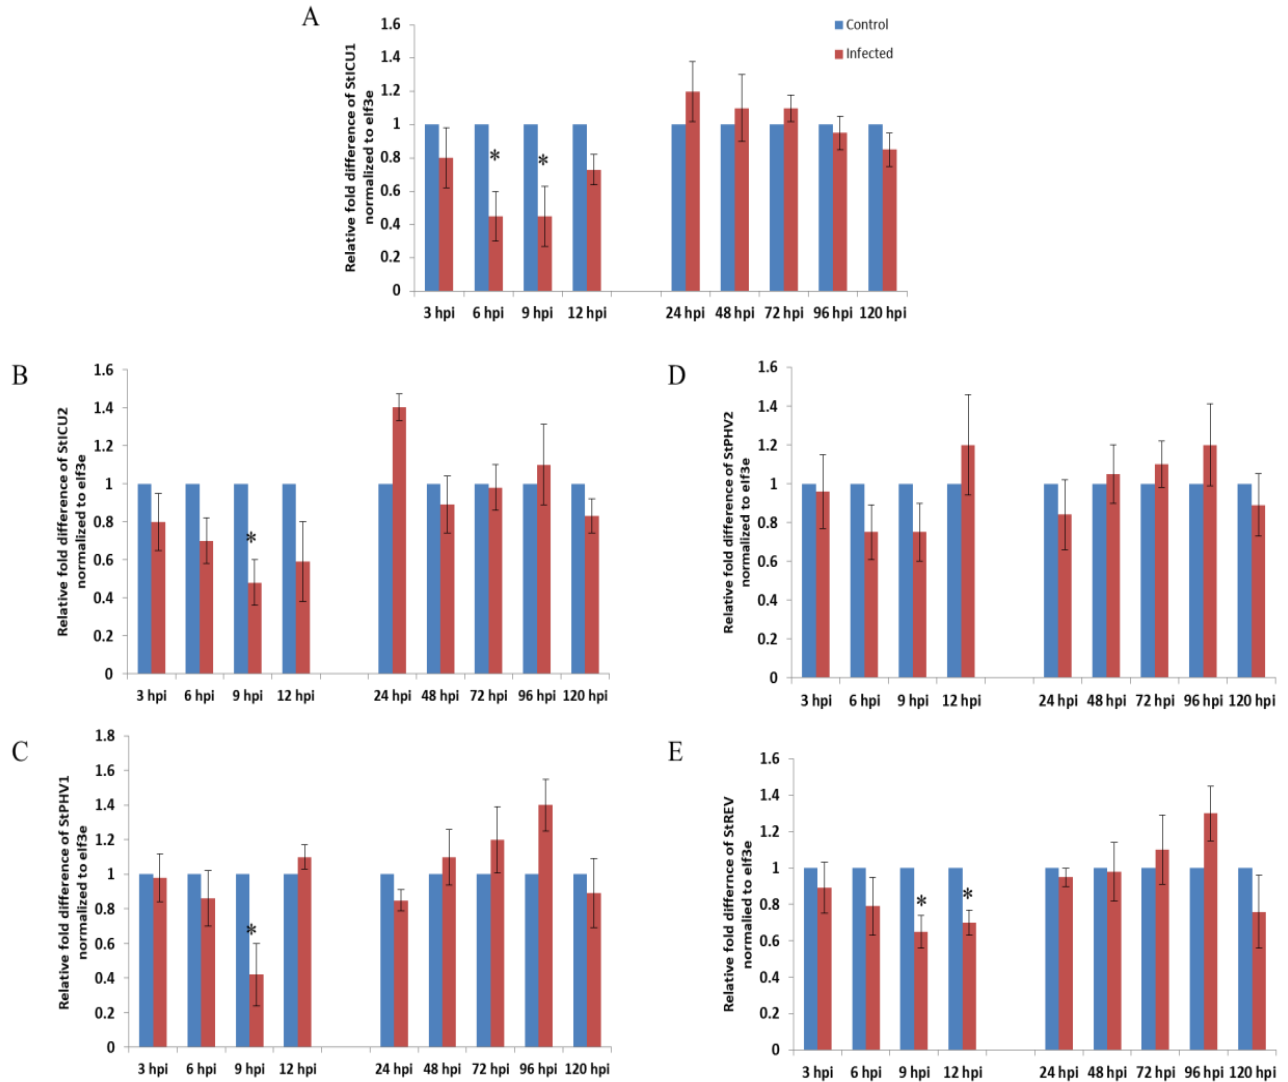 A
Relative fold difference of StICU1
normalized to elf3e
1.6
1.4
1.2
1
0.8
0.6
0.4
0.2
0
Control
Infected
*
*
3 hpi 6 hpi 9 hpi 12 hpi 24 hpi 48 hpi 72 hpi 96 hpi 120 hpi
B
Relative fold difference of StICU2
normalized to elf3e
1.6
1.4
1.2
1
0.8
0.6
0.4
0.2
0
*
3 hpi 6 hpi 9 hpi 12 hpi 24 hpi 48 hpi 72 hpi 96 hpi 120 hpi
D
Relative fold difference of StPHV2
normalized to elf3e
1.6
1.4
1.2
1
0.8
0.6
0.4
0.2
0
3 hpi 6 hpi 9 hpi 12 hpi 24 hpi 48 hpi 72 hpi 96 hpi 120 hpi
C
Relative fold difference of StPHV1
normalized to elf3e
1.8
1.6
1.4
1.2
1
0.8
0.6
0.4
0.2
0
*
3 hpi 6 hpi 9 hpi 12 hpi 24 hpi 48 hpi 72 hpi 96 hpi 120 hpi
E
Relative fold differnce of StREV
normalied to elf3e
1.6
1.4
1.2
1
0.8
0.6
0.4
0.2
0
*
*
3 hpi 6 hpi 9 hpi 12 hpi 24 hpi 48 hpi 72 hpi 96 hpi 120 hpi